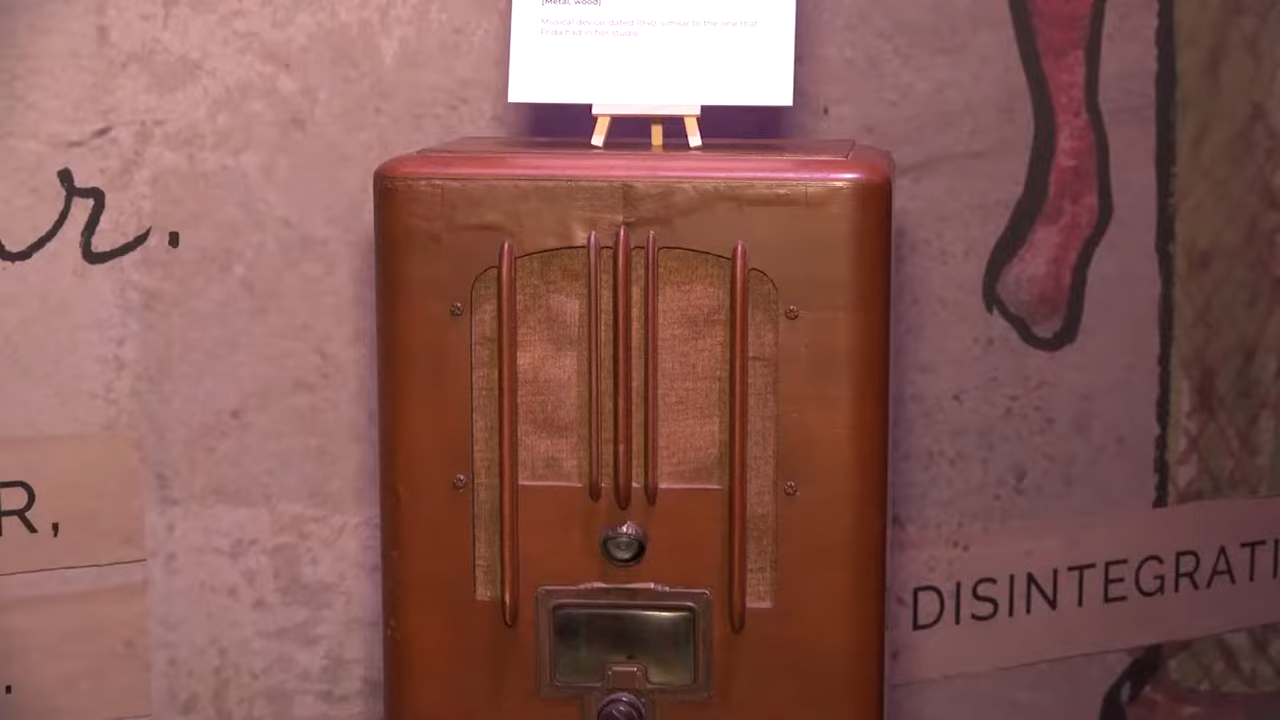 [Metal, wood]
Musical device, dated 1940, similar to the one that
Frida had in her studio.
r.
R,
DISINTEGRATI
.